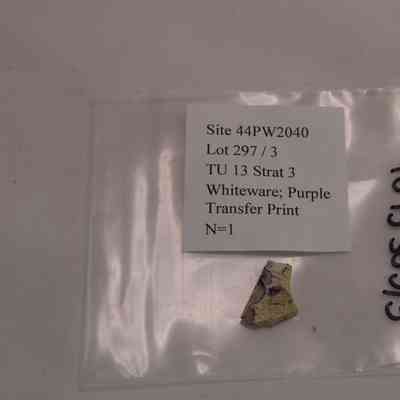 Site 44PW2040
Lot 297 / 3
TU 13 Strat 3
Whiteware; Purple
Transfer Print
N=1